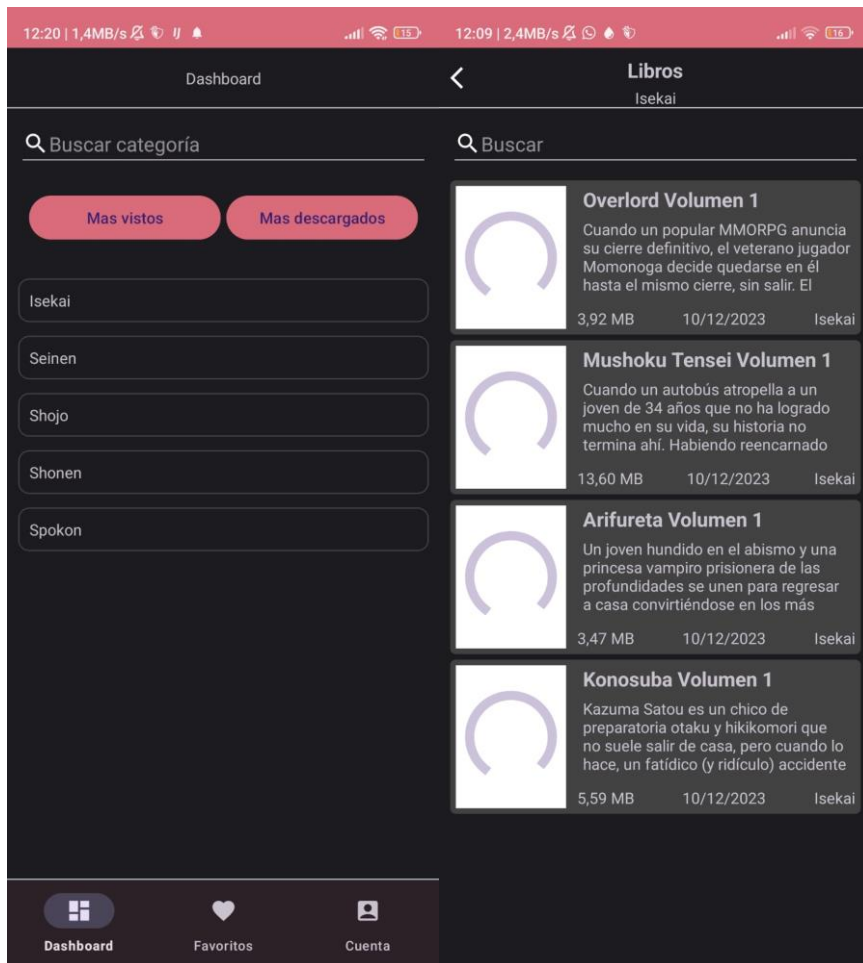 12:20 | 1,4MB/s
15
Dashboard
Buscar categoría
Mas vistos
Mas descargados
Isekai
Seinen
Shojo
Shonen
Spokon
Dashboard
Favoritos
Cuenta
12:09 | 2,4MB/s
16
Libros
Isekai
Buscar
Overlord Volumen 1
Cuando un popular MMORPG anuncia
su cierre definitivo, el veterano jugador
Momonoga decide quedarse en él
hasta el mismo cierre, sin salir. El
3,92 MB 10/12/2023 Isekai
Mushoku Tensei Volumen 1
Cuando un autobús atropella a un
joven de 34 años que no ha logrado
mucho en su vida, su historia no
termina ahí. Habiendo reencarnado
13,60 MB 10/12/2023 Isekai
Arifureta Volumen 1
Un joven hundido en el abismo y una
princesa vampiro prisionera de las
profundidades se unen para regresar
a casa convirtiéndose en los más
3,47 MB 10/12/2023 Isekai
Konosuba Volumen 1
Kazuma Satou es un chico de
preparatoria otaku y hikikomori que
no suele salir de casa, pero cuando lo
hace, un fatídico (y ridículo) accidente
5,59 MB 10/12/2023 Isekai